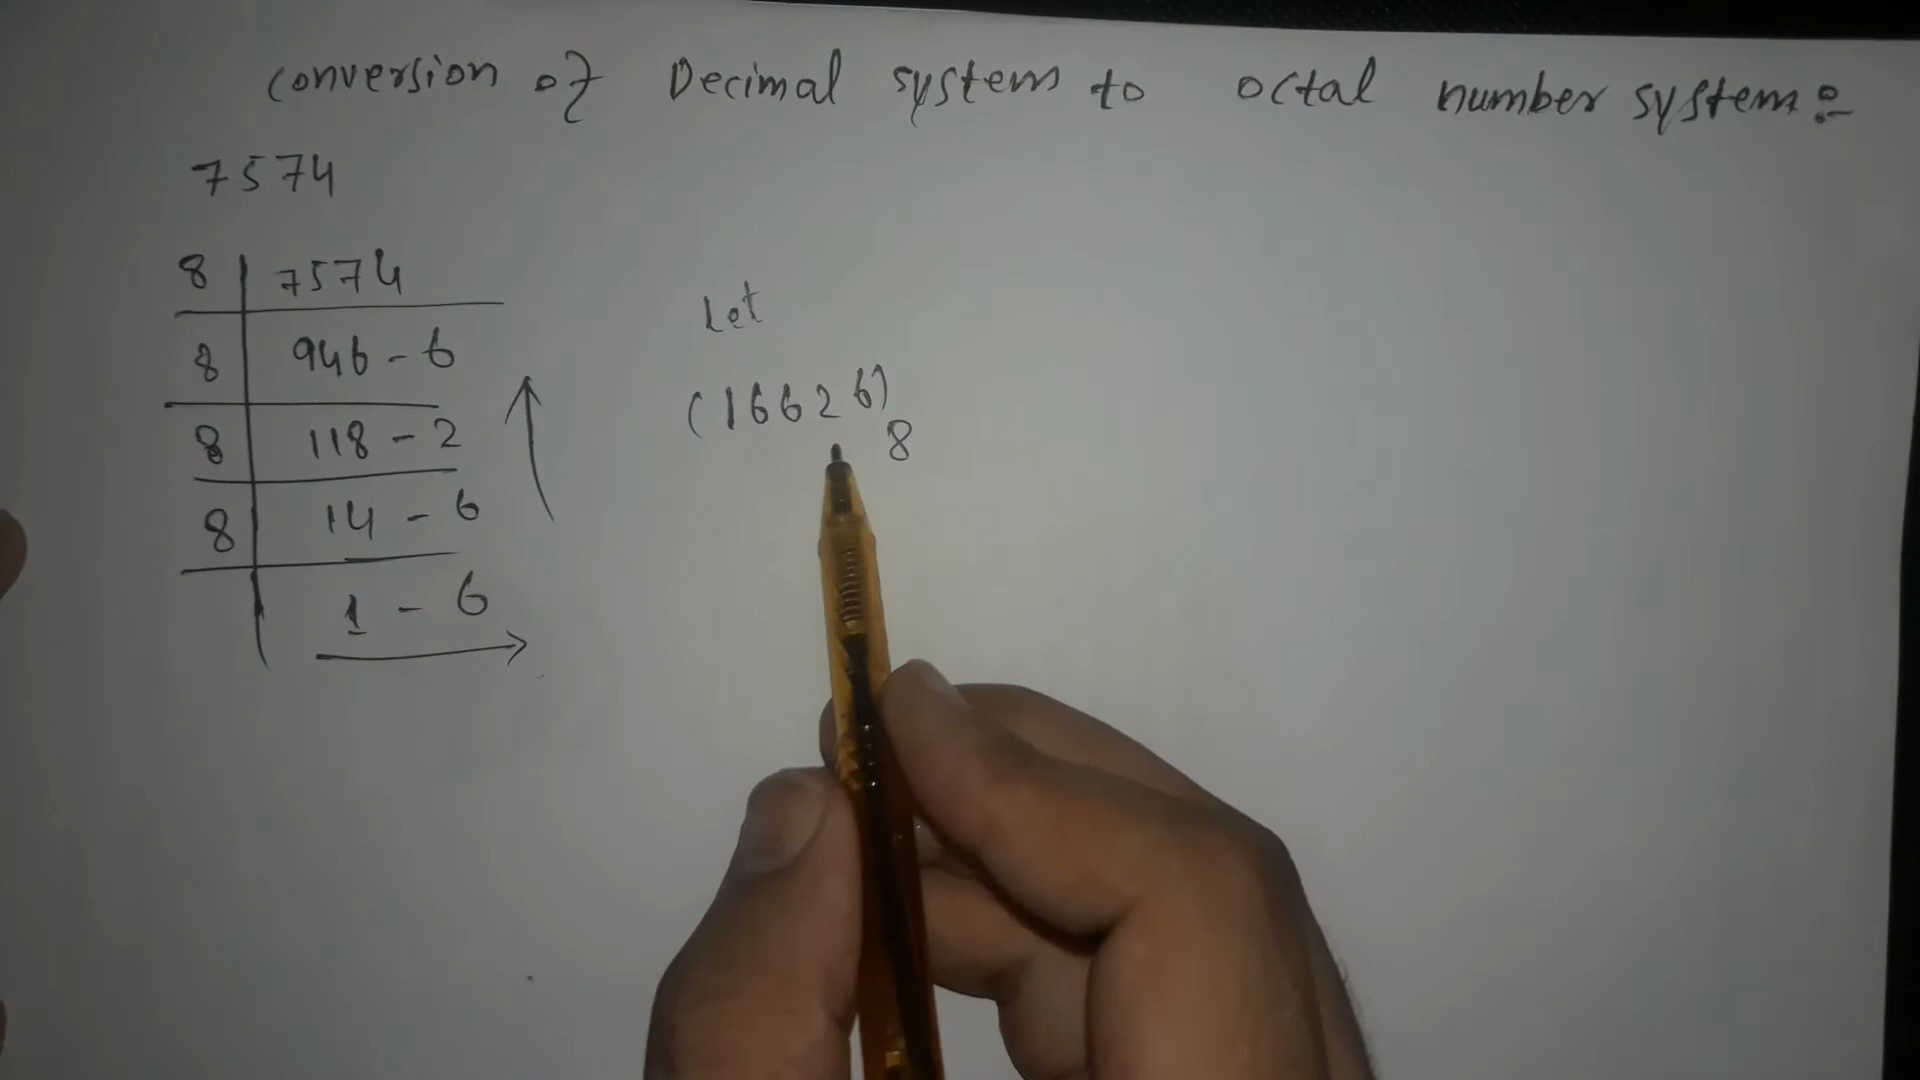 conversion of Decimal system to octal number system:-
7574
8 | 7574
8 | 946 - 6
8 | 118 - 2
8 | 14 - 6
1 - 6
Let
(16626)8